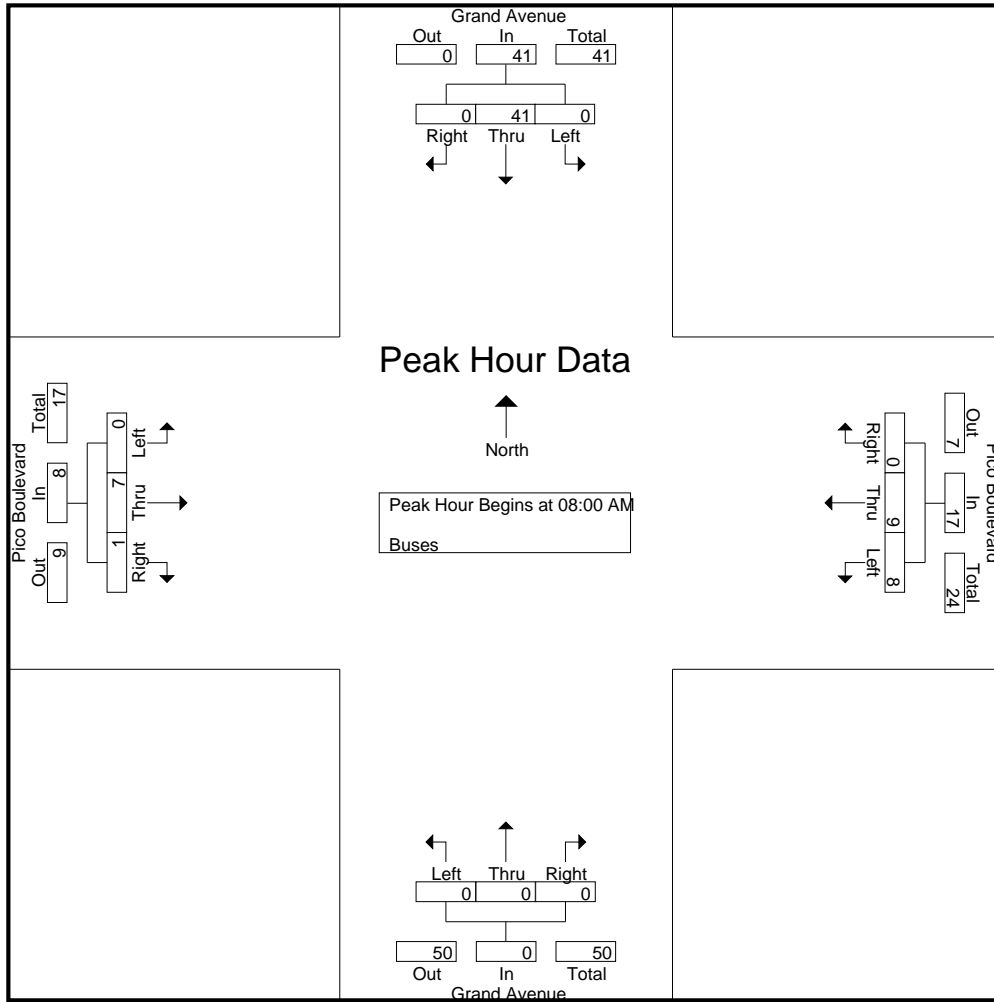 Grand Avenue
Out In Total
0 41 41
0 41 0
Right Thru Left
Peak Hour Data
North
Peak Hour Begins at 08:00 AM
Buses
Pico Boulevard
Total In Out
17 8 9
0 7 1
Left Thru Right
Pico Boulevard
Out In Total
7 17 24
0 9 8
Right Thru Left
Left Thru Right
0 0 0
50 0 50
Out In Total
Grand Avenue